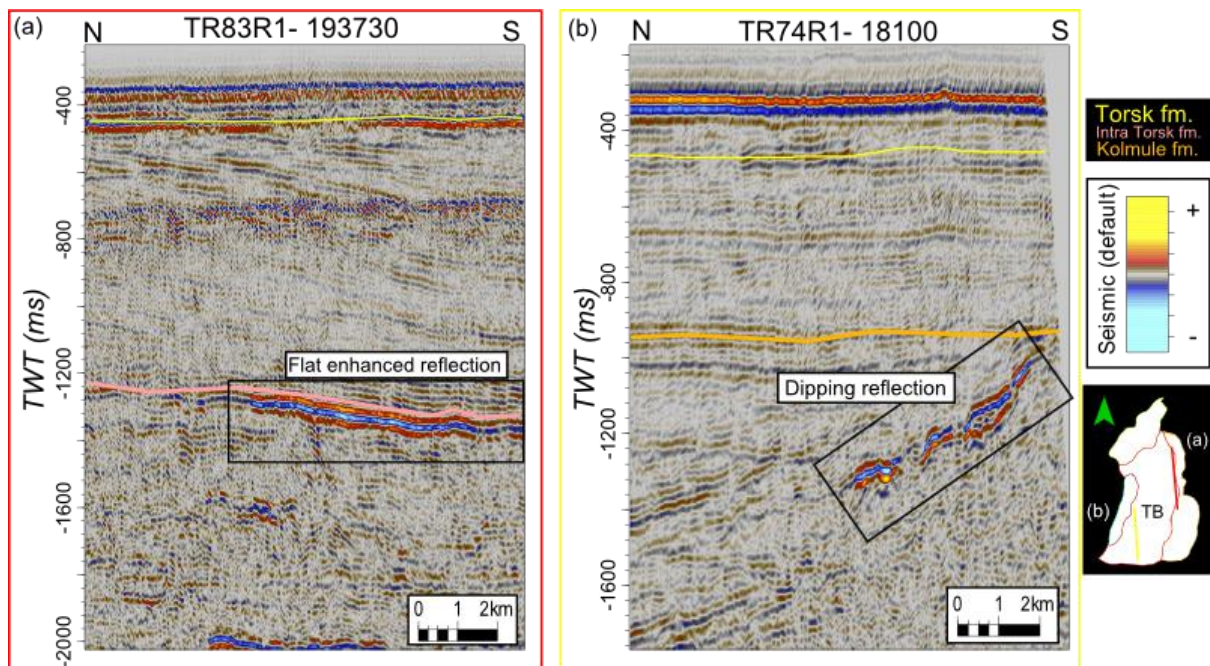 (a)
TR83R1- 193730
N
S
-400
-800
-1200
-1600
-2000
TWT (ms)
Flat enhanced reflection
0 1 2km
(b)
TR74R1- 18100
N
S
-400
-800
-1200
-1600
TWT (ms)
Dipping reflection
0 1 2km
Torsk fm.
Intra Torsk fm.
Kolmule fm.
Seismic (default)
+
-
(a)
(b)
TB